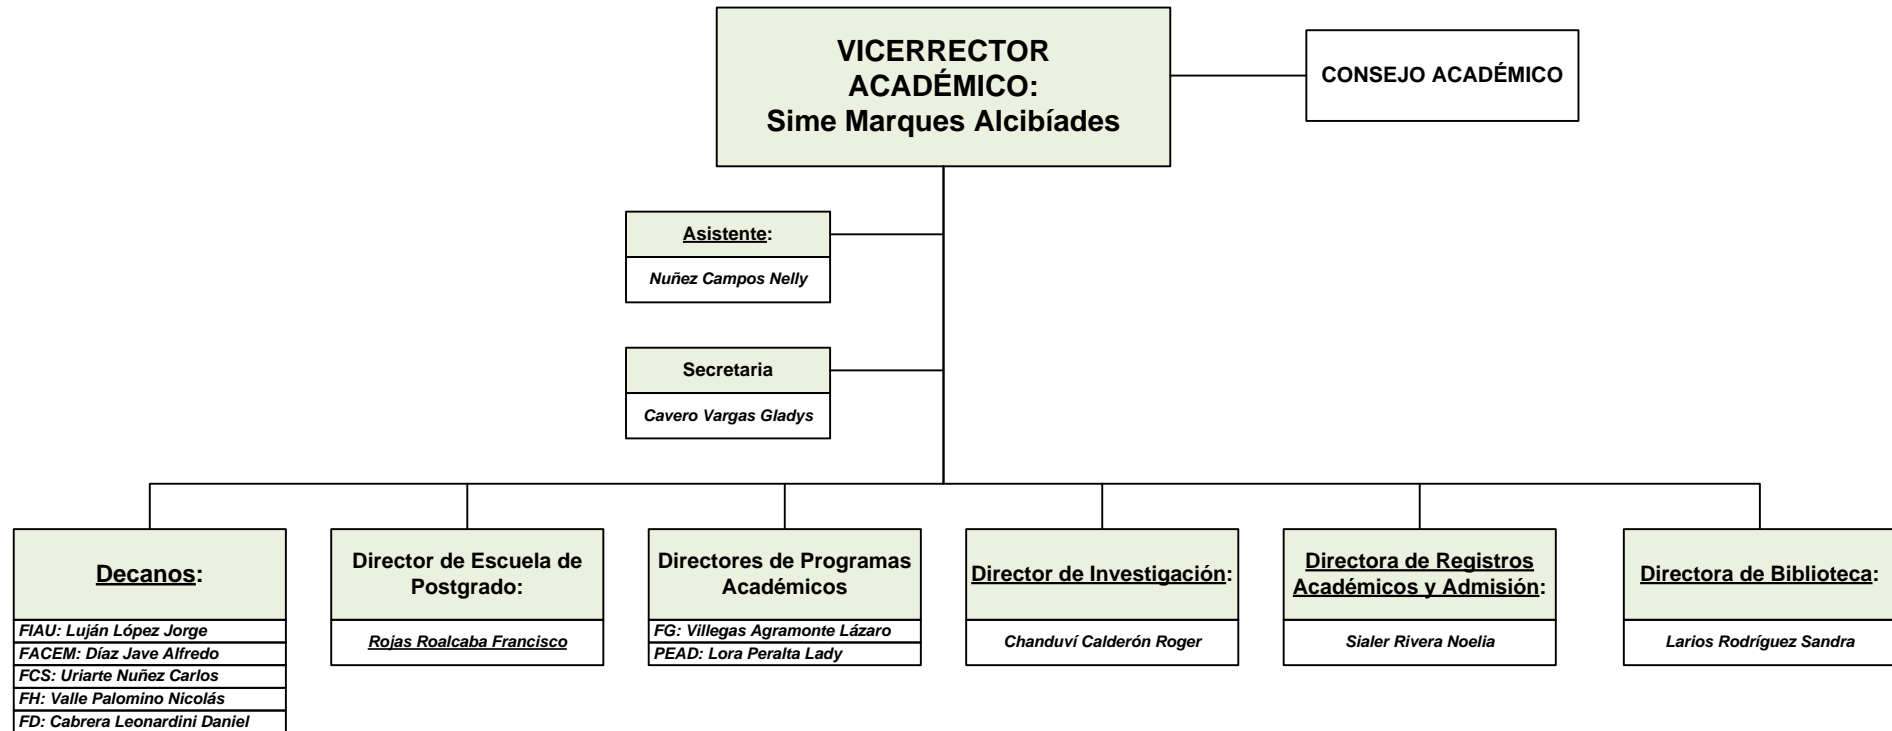 VICERRECTOR
ACADÉMICO:
Sime Marques Alcibíades
CONSEJO ACADÉMICO
Asistente:
Nuñez Campos Nelly
Secretaria
Cavero Vargas Gladys
Decanos:
FIAU: Luján López Jorge
FACEM: Díaz Jave Alfredo
FCS: Uriarte Nuñez Carlos
FH: Valle Palomino Nicolás
FD: Cabrera Leonardini Daniel
Director de Escuela de
Postgrado:
Rojas Roalcaba Francisco
Directores de Programas
Académicos
FG: Villegas Agramonte Lázaro
PEAD: Lora Peralta Lady
Director de Investigación:
Chanduví Calderón Roger
Directora de Registros
Académicos y Admisión:
Sialer Rivera Noelia
Directora de Biblioteca:
Larios Rodríguez Sandra